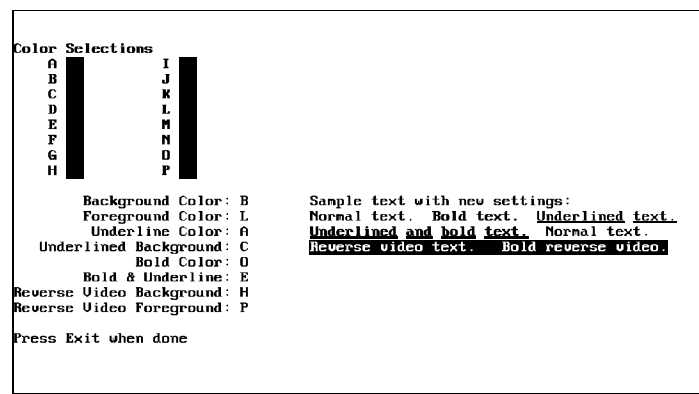 Color Selections
A I
B J
C K
D L
E M
F N
G O
H P
Background Color: B
Foreground Color: L
Underline Color: A
Underlined Background: C
Bold Color: O
Bold & Underline: E
Reverse Video Background: H
Reverse Video Foreground: P
Sample text with new settings:
Normal text. Bold text. Underlined text.
Underlined and bold text. Normal text.
Reverse video text. Bold reverse video.
Press Exit when done